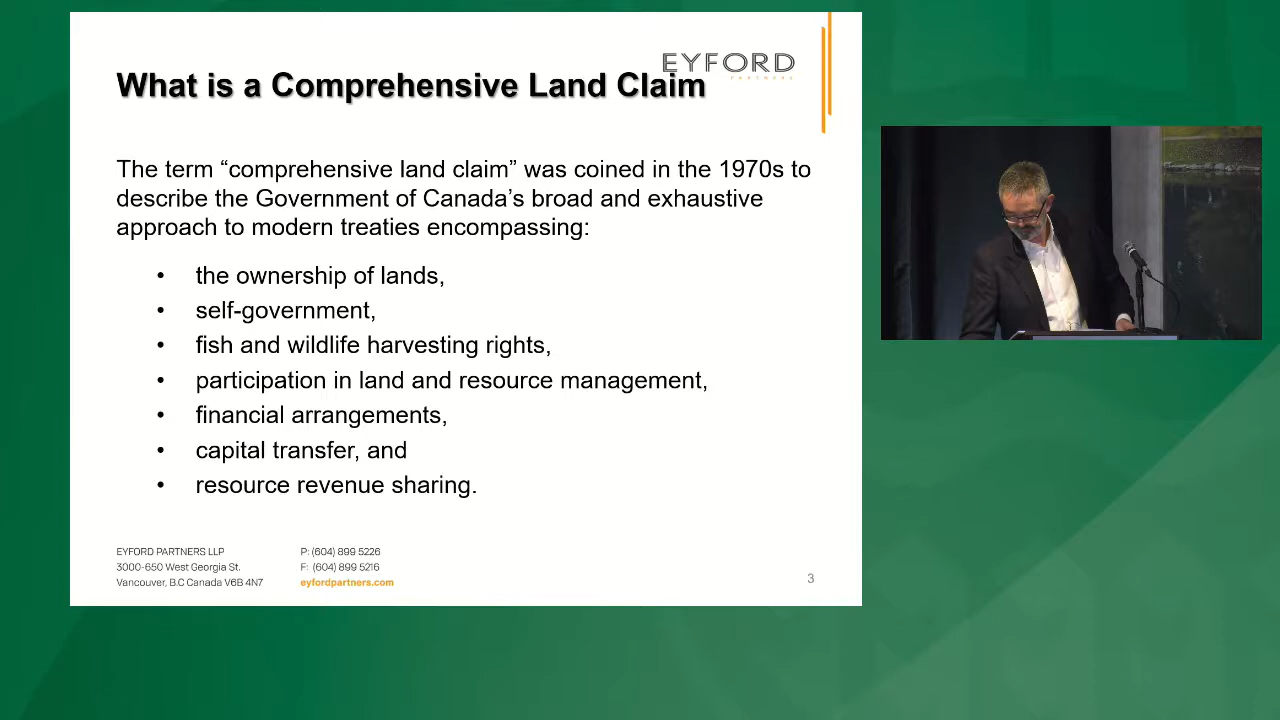 EYFORD
PARTNERS
What is a Comprehensive Land Claim
The term “comprehensive land claim” was coined in the 1970s to
describe the Government of Canada’s broad and exhaustive
approach to modern treaties encompassing:
• the ownership of lands,
• self-government,
• fish and wildlife harvesting rights,
• participation in land and resource management,
• financial arrangements,
• capital transfer, and
• resource revenue sharing.
EYFORD PARTNERS LLP
3000-650 West Georgia St.
Vancouver, B.C Canada V6B 4N7
P: (604) 899 5226
F: (604) 899 5216
eyfordpartners.com
3